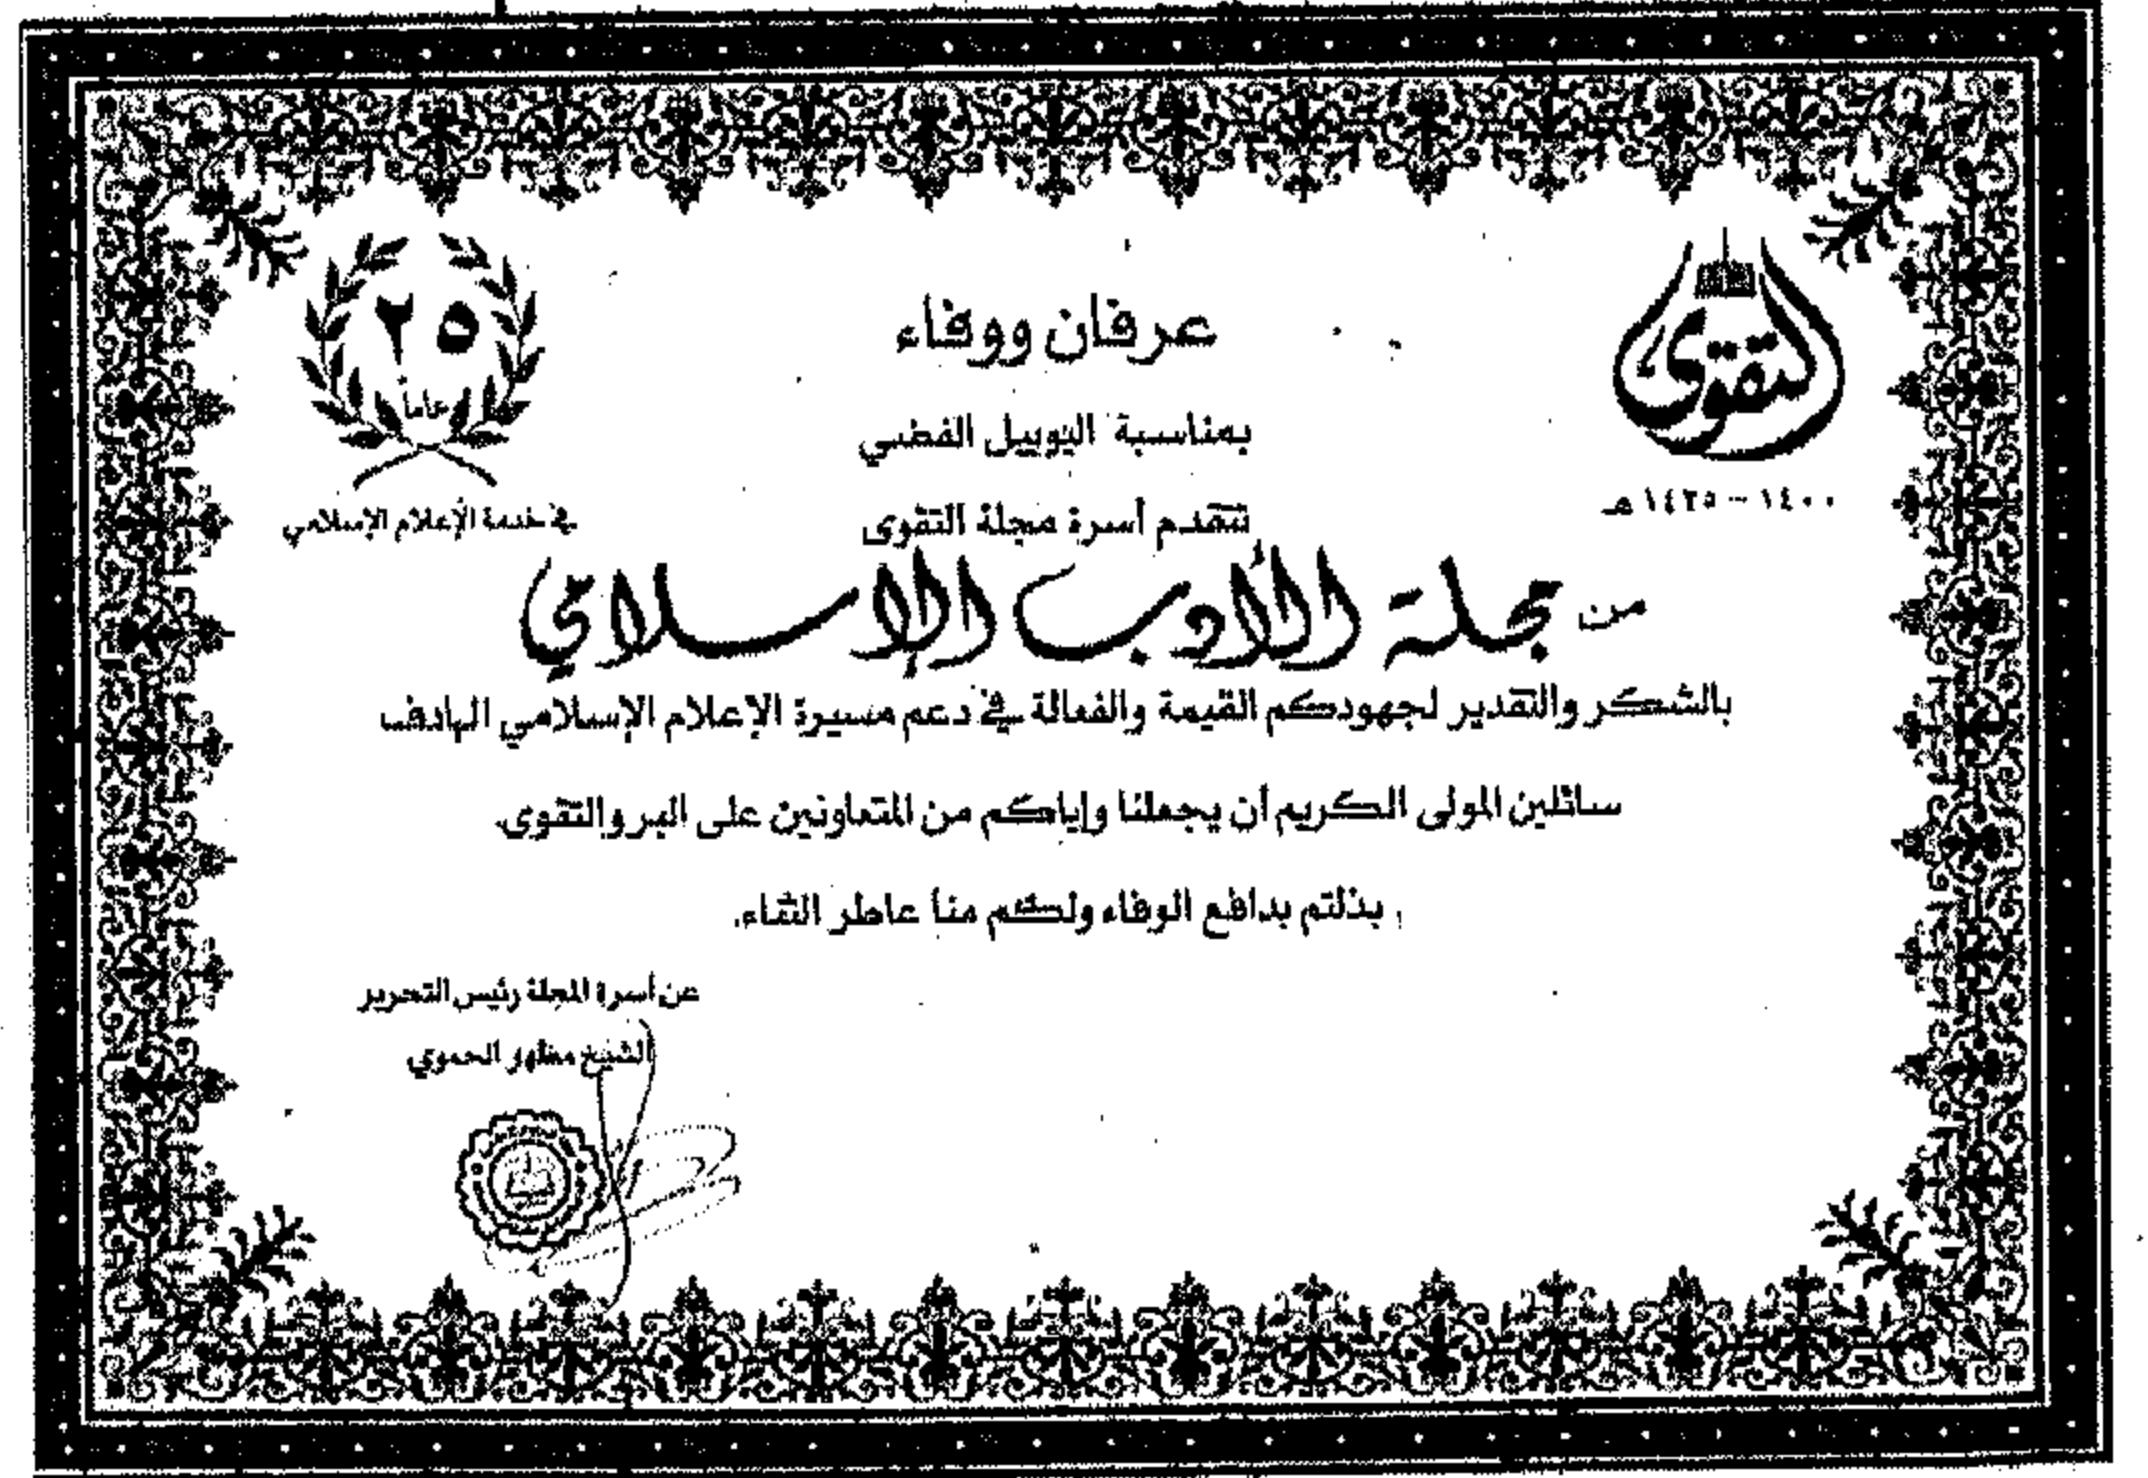 التقوى
١٤٠٠ – ١٤٢٥ هـ
٢٥
عاماً
في خدمة الإعلام الإسلامي
عرفان ووفاء
بمناسبة اليوبيل الفضي
تتقدم أسرة مجلة التقوى
من مجلة الأدب الإسلامي
بالشكر والتقدير لجهودكم القيمة والفعالة في دعم مسيرة الإعلام الإسلامي الهادف
سائلين المولى الكريم أن يجعلنا وإياكم من المتعاونين على البر والتقوى.
بذلتم بدافع الوفاء ولكم منا عاطر الثناء.
عن أسرة المجلة رئيس التحرير
الشيخ مظهر الحموي